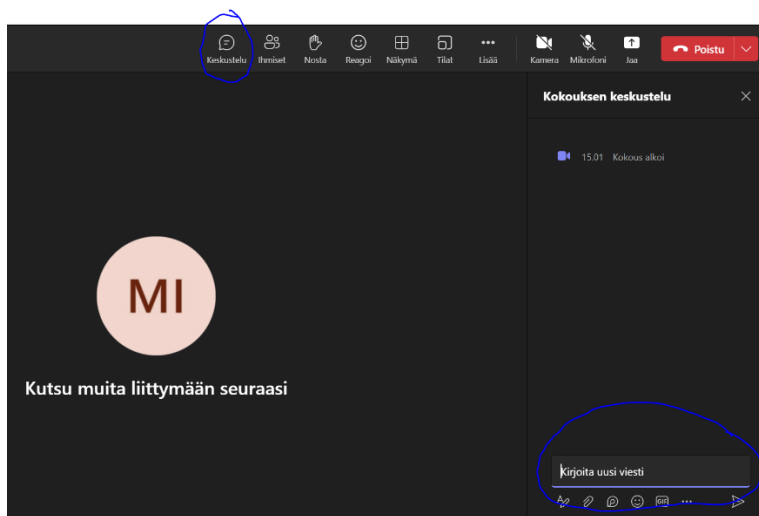 Keskustelu Ihmiset Nosta Reagoi Näkymä Tilat Lisää Kamera Mikrofoni Jaa Poistu
Kokouksen keskustelu
15.01 Kokous alkoi
MI
Kutsu muita liittymään seuraasi
Kirjoita uusi viesti
GIF